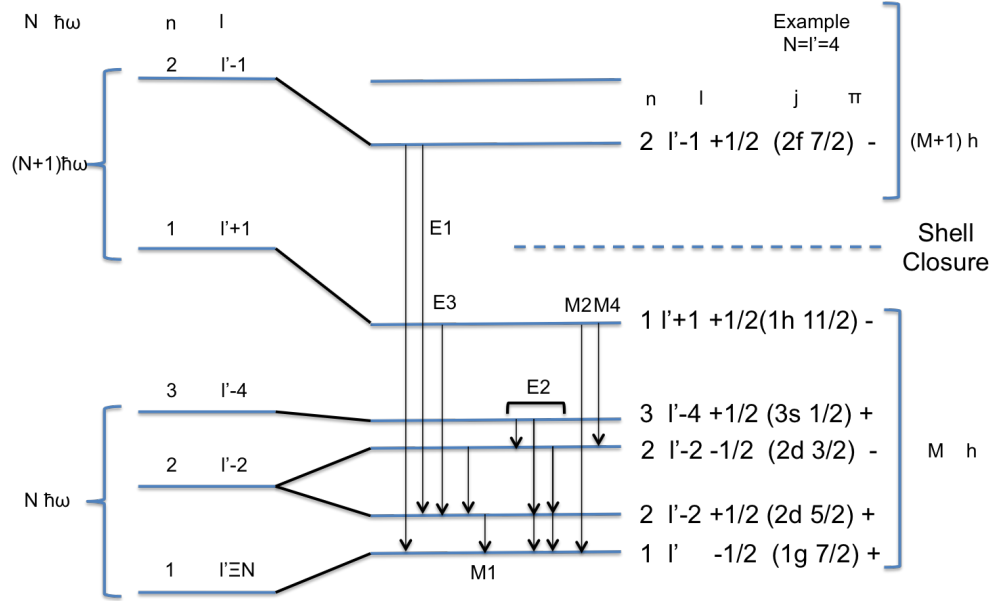 N ħω n l
Example
N=l'=4
2 l'-1
n l j π
2 l'-1 +1/2 (2f 7/2) -
(M+1) h
(N+1)ħω
1 l'+1
E1
Shell
Closure
E3
M2 M4
1 l'+1 +1/2(1h 11/2) -
E2
3 l'-4
3 l'-4 +1/2 (3s 1/2) +
2 l'-2 -1/2 (2d 3/2) -
M h
2 l'-2
N ħω
2 l'-2 +1/2 (2d 5/2) +
1 l' -1/2 (1g 7/2) +
1 l'ΞN
M1